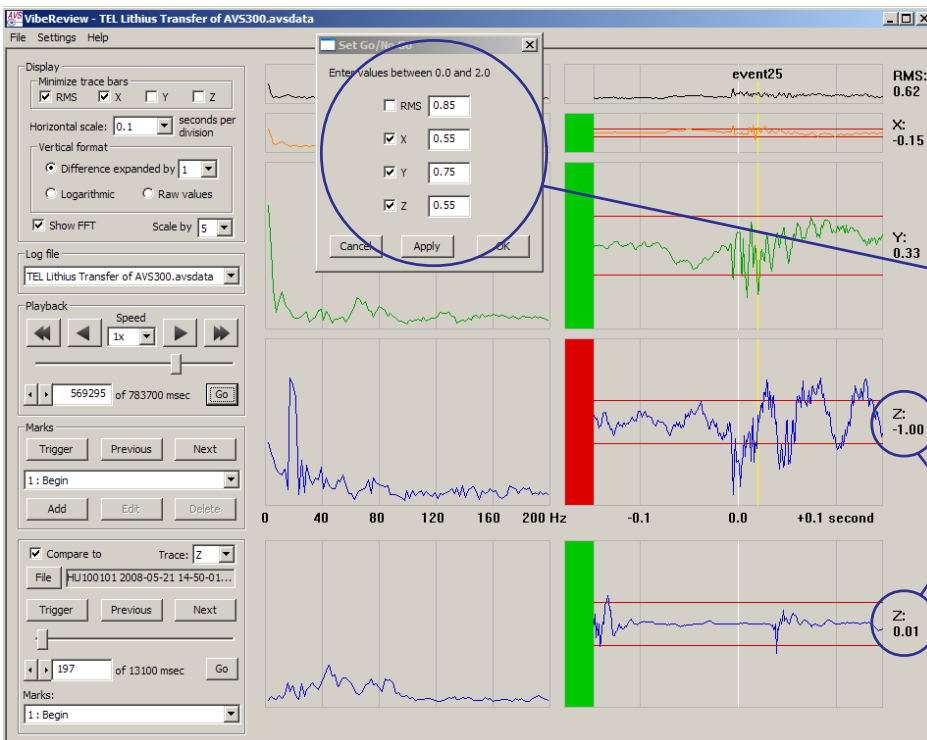 AVS VibeReview - TEL Lithius Transfer of AVS300.avsdata
File Settings Help
Display
Minimize trace bars
RMS X Y Z
Horizontal scale: 0.1 seconds per division
Vertical format
Difference expanded by 1
Logarithmic Raw values
Show FFT Scale by 5
Log file
TEL Lithius Transfer of AVS300.avsdata
Playback
Speed
1x
569295 of 783700 msec Go
Marks
Trigger Previous Next
1 : Begin
Add Edit Delete
Compare to Trace: Z
File HU100101 2008-05-21 14-50-01...
Trigger Previous Next
197 of 13100 msec Go
Marks:
1 : Begin
Set Go/No Go
Enter values between 0.0 and 2.0
RMS 0.85
X 0.55
Y 0.75
Z 0.55
Cancel Apply OK
event25
RMS:
0.62
X:
-0.15
Y:
0.33
Z:
-1.00
0 40 80 120 160 200 Hz
-0.1 0.0 +0.1 second
Z:
0.01